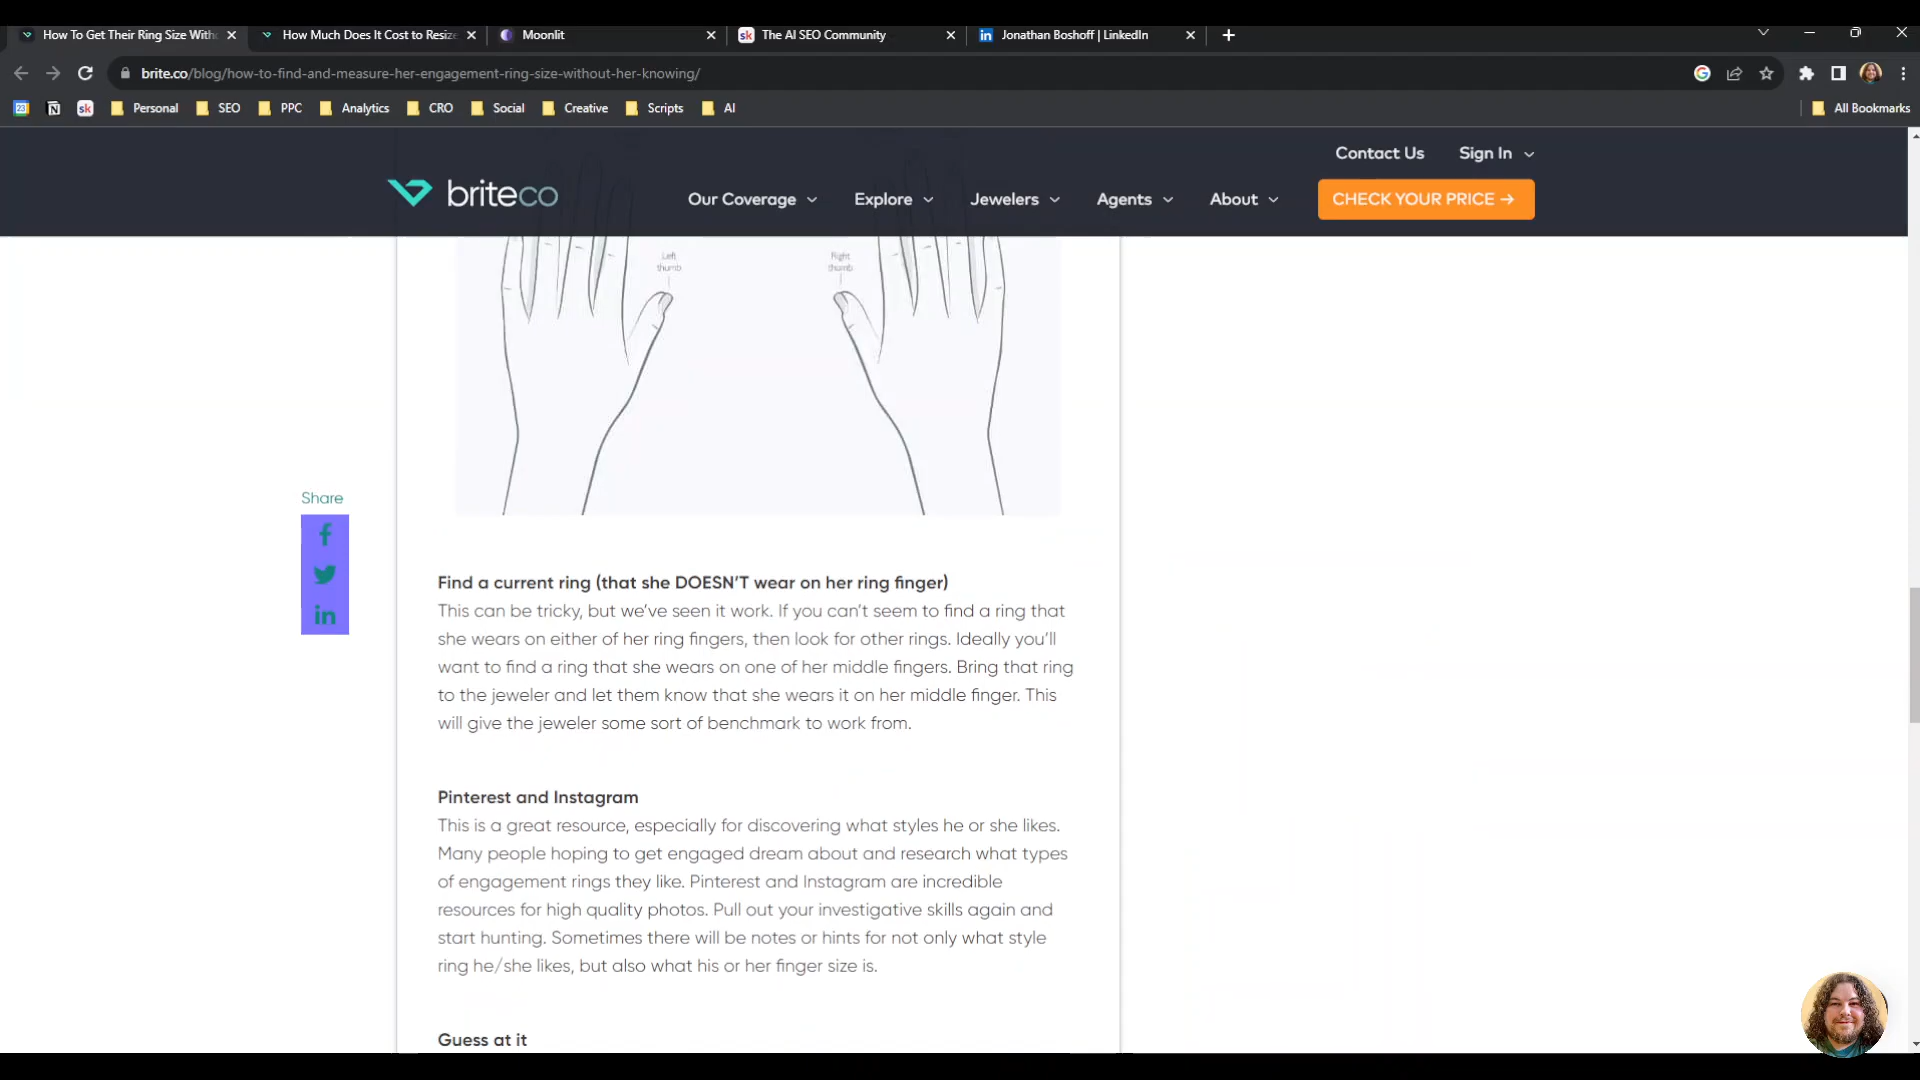 How To Get Their Ring Size With
How Much Does It Cost to Resize
Moonlit
sk
The AI SEO Community
in
Jonathan Boshoff | LinkedIn
brite.co/blog/how-to-find-and-measure-her-engagement-ring-size-without-her-knowing/
23
N
sk
Personal
SEO
PPC
Analytics
CRO
Social
Creative
Scripts
AI
All Bookmarks
Contact Us
Sign In
briteco
Our Coverage
Explore
Jewelers
Agents
About
CHECK YOUR PRICE →
Left
thumb
Right
thumb
Share
f
in
Find a current ring (that she DOESN’T wear on her ring finger)
This can be tricky, but we’ve seen it work. If you can’t seem to find a ring that
she wears on either of her ring fingers, then look for other rings. Ideally you’ll
want to find a ring that she wears on one of her middle fingers. Bring that ring
to the jeweler and let them know that she wears it on her middle finger. This
will give the jeweler some sort of benchmark to work from.
Pinterest and Instagram
This is a great resource, especially for discovering what styles he or she likes.
Many people hoping to get engaged dream about and research what types
of engagement rings they like. Pinterest and Instagram are incredible
resources for high quality photos. Pull out your investigative skills again and
start hunting. Sometimes there will be notes or hints for not only what style
ring he/she likes, but also what his or her finger size is.
Guess at it